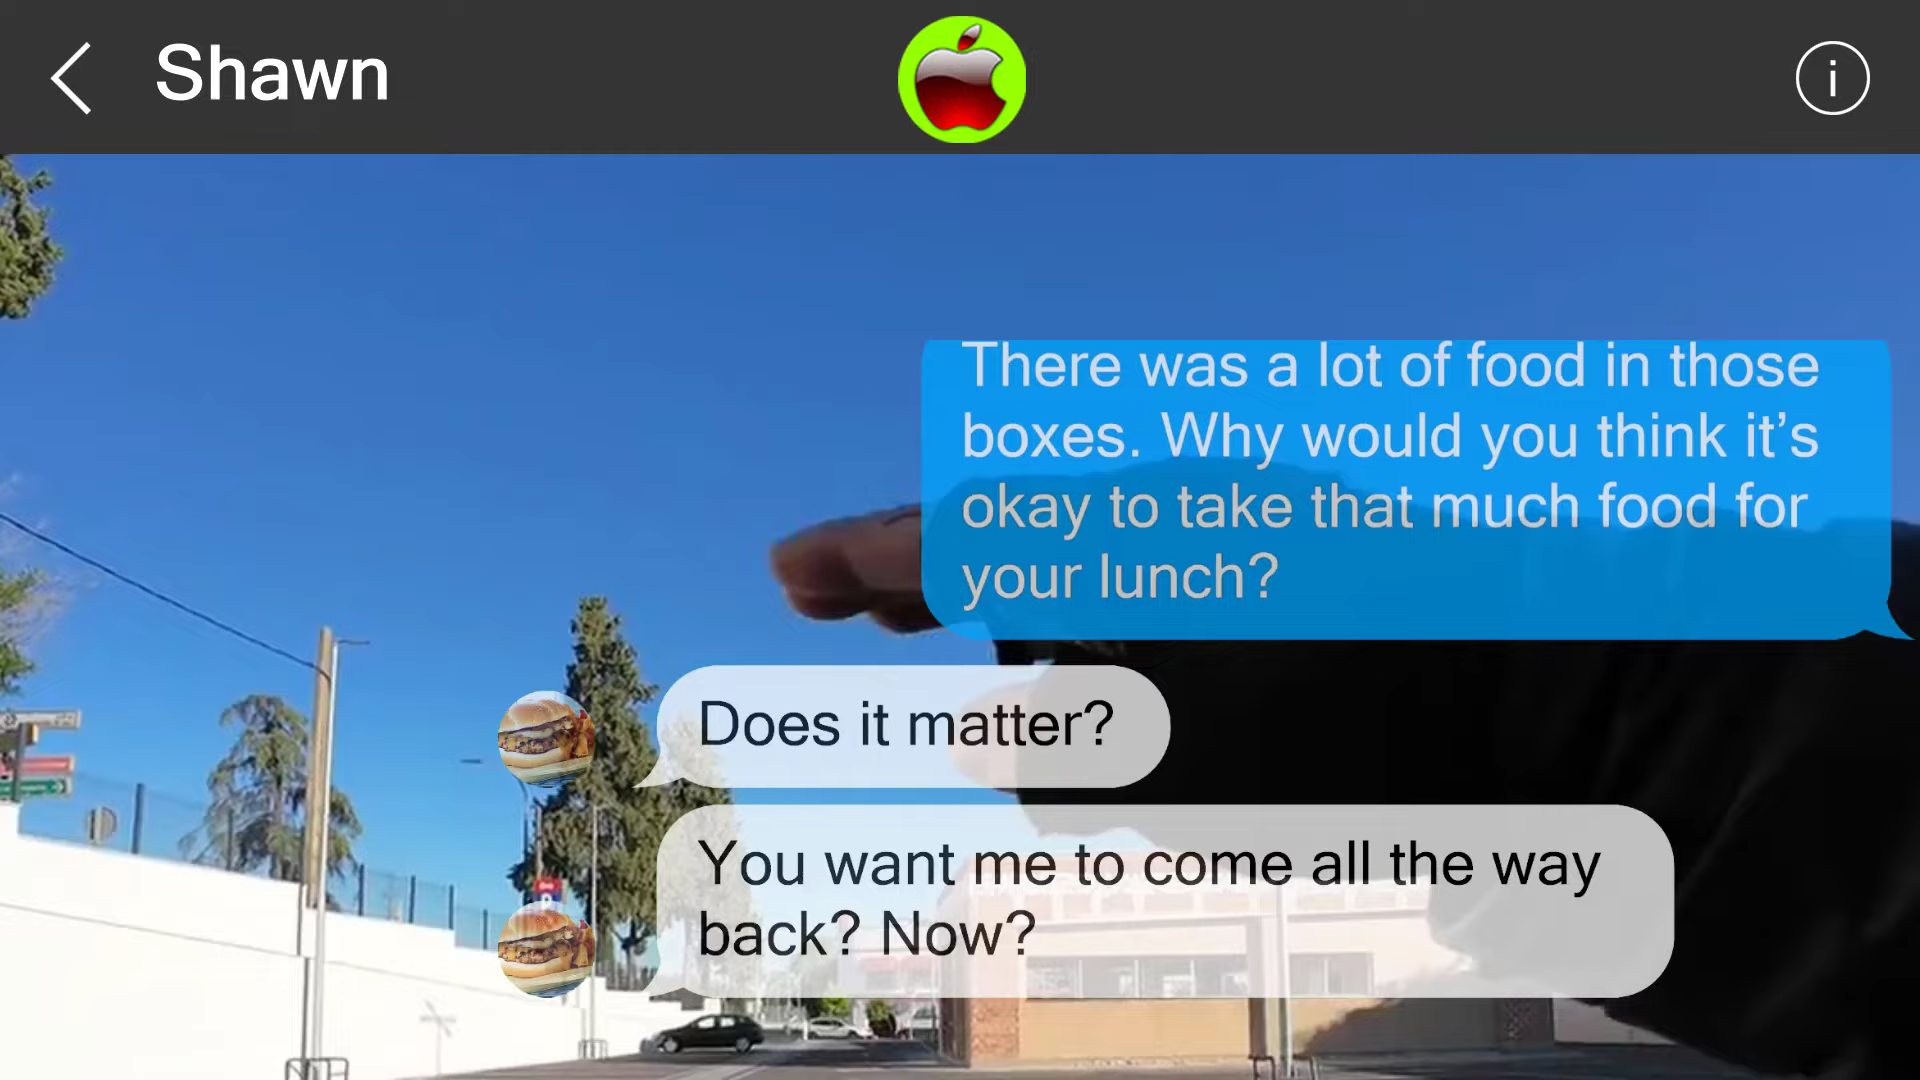 Shawn
There was a lot of food in those
boxes. Why would you think it’s
okay to take that much food for
your lunch?
Does it matter?
You want me to come all the way
back? Now?